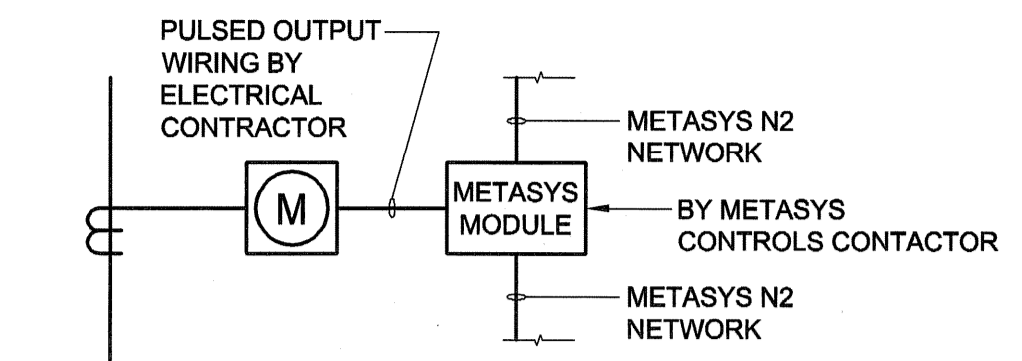 PULSED OUTPUT
WIRING BY
ELECTRICAL
CONTRACTOR
METASYS N2
NETWORK
M
METASYS
MODULE
BY METASYS
CONTROLS CONTACTOR
METASYS N2
NETWORK